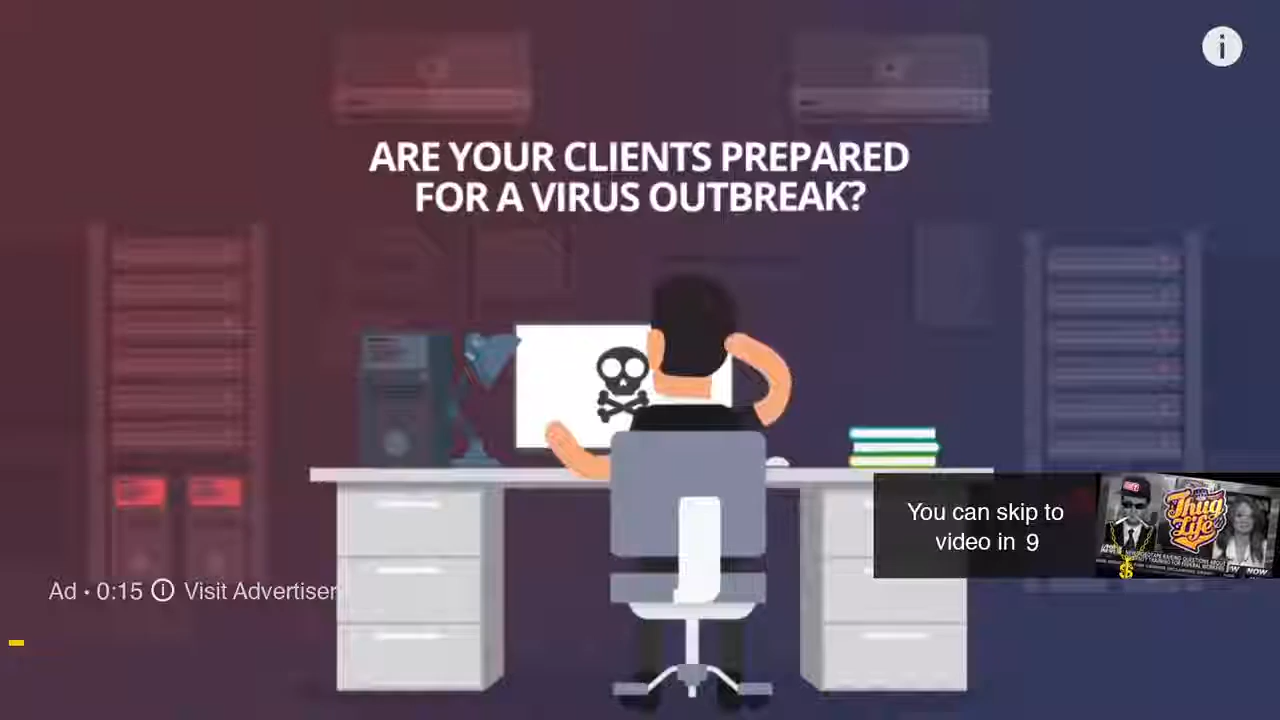 ARE YOUR CLIENTS PREPARED
FOR A VIRUS OUTBREAK?
You can skip to
video in 9
Thug
Life
NOW
Ad • 0:15 ⓘ Visit Advertiser